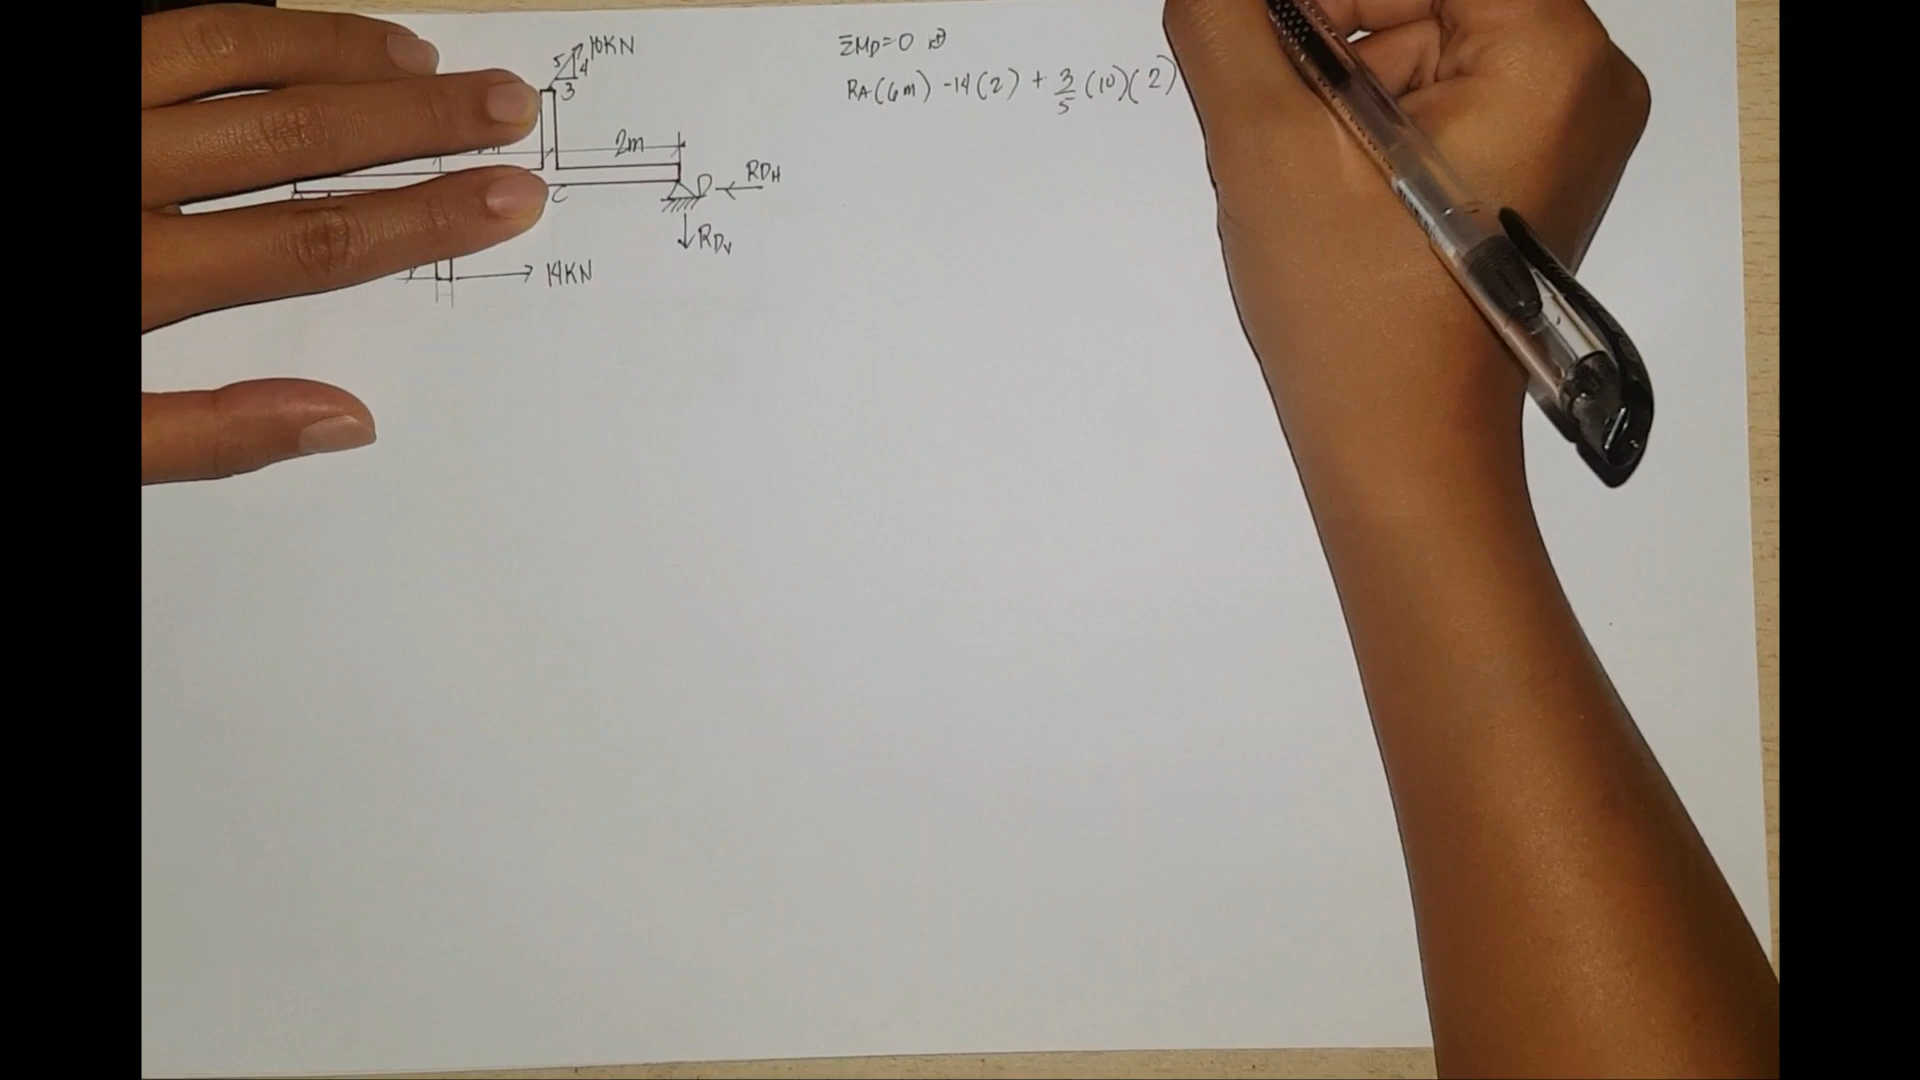 10KN
5
4
3
2m
D
RDH
C
RDV
14KN
ΣMD=0
RA(6m) -14(2) + 3/5 (10)(2)